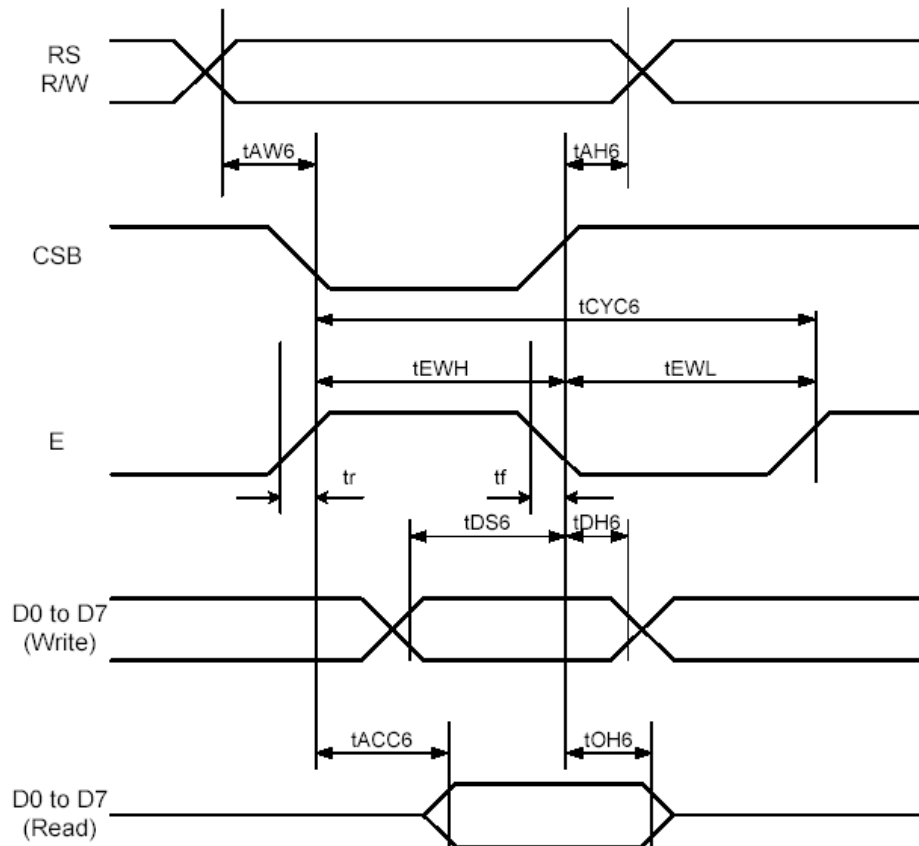 RS
R/W
tAW6
tAH6
CSB
tCYC6
tEWH
tEWL
E
tr
tf
tDS6
tDH6
D0 to D7
(Write)
tACC6
tOH6
D0 to D7
(Read)